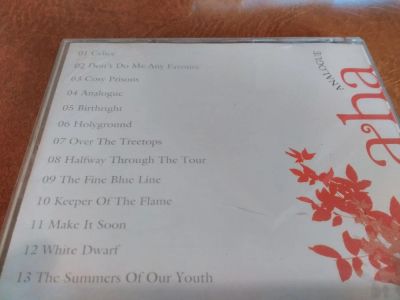 01 Celice
02 Don't Do Me Any Favours
03 Cosy Prisons
04 Analogue
05 Birthright
06 Holyground
07 Over The Treetops
08 Halfway Through The Tour
09 The Fine Blue Line
10 Keeper Of The Flame
11 Make It Soon
12 White Dwarf
13 The Summers Of Our Youth
a-ha
ANALOGUE